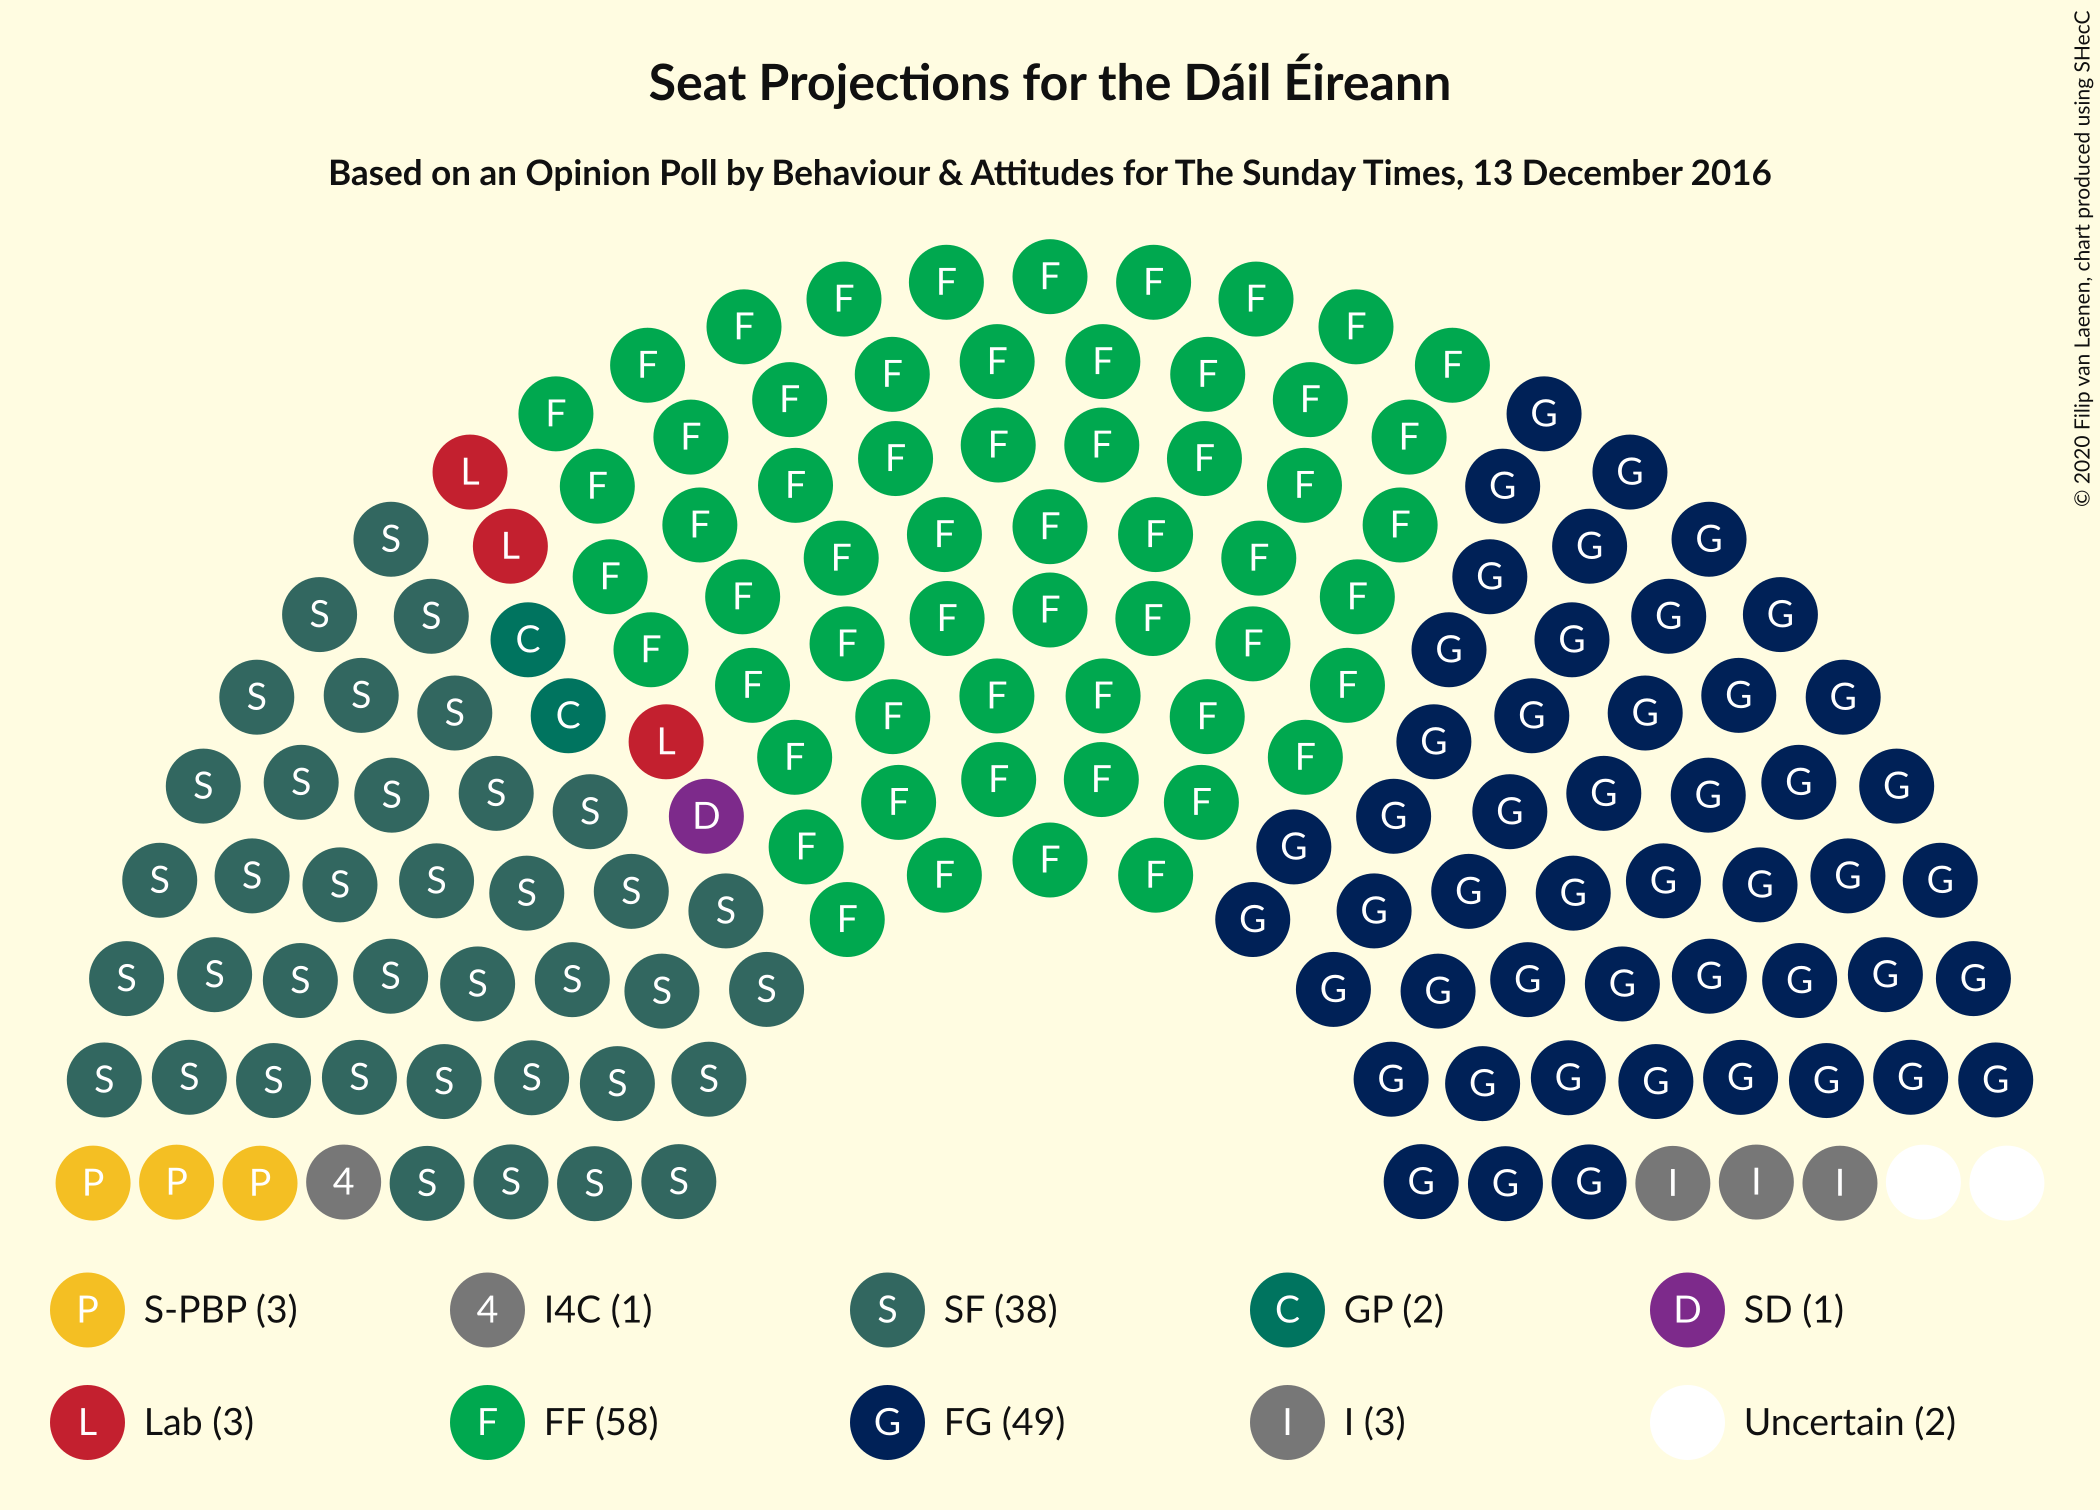 Seat Projections for the Dáil Éireann
Based on an Opinion Poll by Behaviour & Attitudes for The Sunday Times, 13 December 2016
© 2020 Filip van Laenen, chart produced using SHecC
F F F F F
F F F F
F F F F F F
F F G
F F F F F F
L F F G G
F F F F F F
S L F F F F F G G
S S C F F F F F G G G G
S S S C F F F F F F G G G G
L F F F F G
S S S S S D F F F F F G G G G G G
S S S S S S S F F F F G G G G G G G
F F F F G
S S S S S S S S G G G G G G G G
S S S S S S S S G G G G G G G G
P P P 4 S S S S G G G I I I
P S-PBP (3) 4 I4C (1) S SF (38) C GP (2) D SD (1)
L Lab (3) F FF (58) G FG (49) I I (3) Uncertain (2)